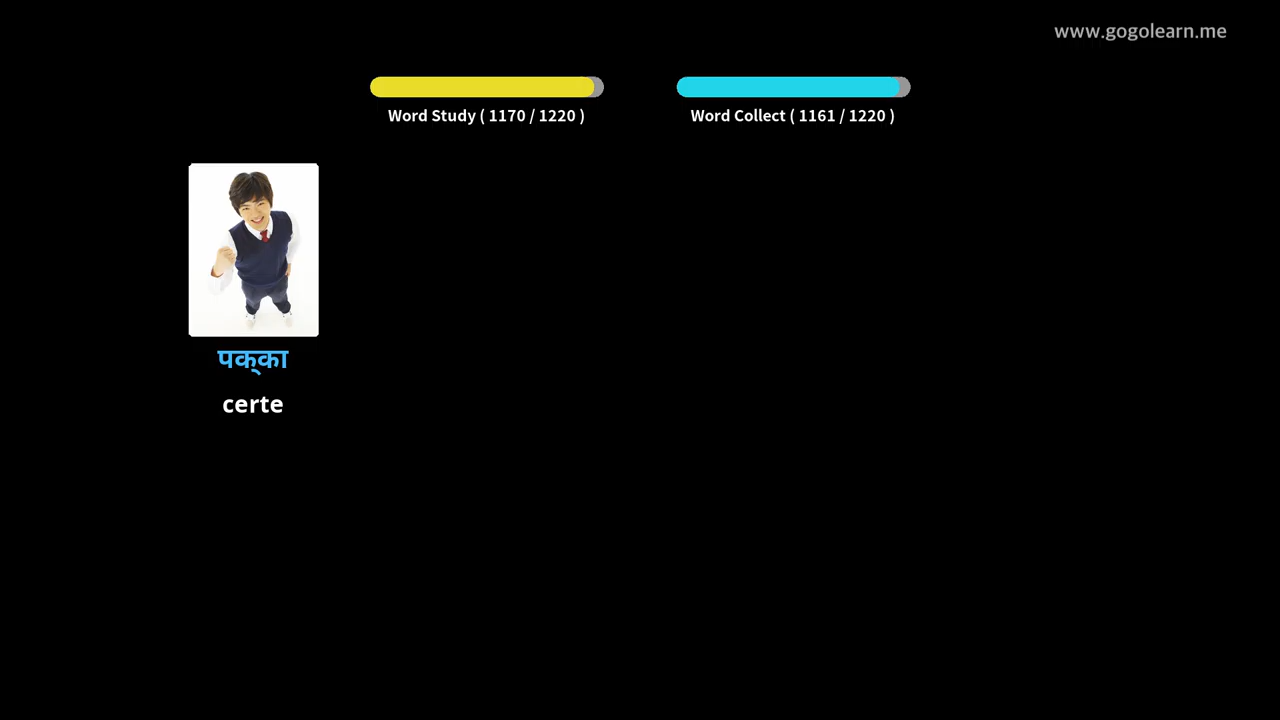 www.gogolearn.me
Word Study ( 1170 / 1220 )
Word Collect ( 1161 / 1220 )
पक्का
certe